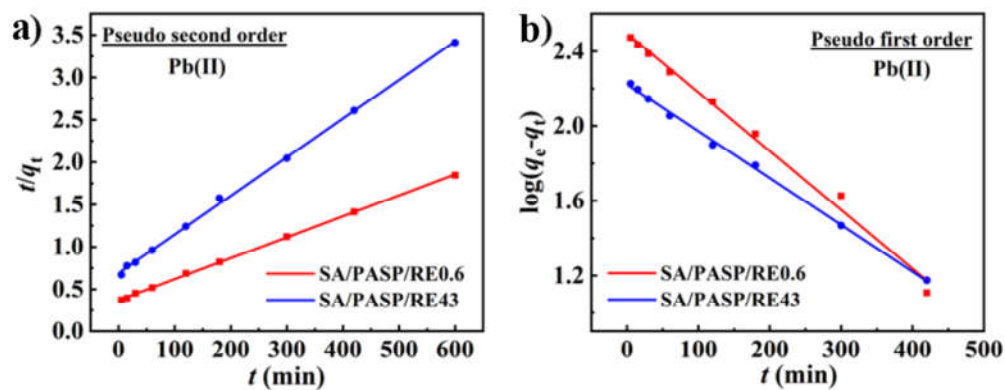 a)
Pseudo second order
Pb(II)
t/qt
3.5
3.0
2.5
2.0
1.5
1.0
0.5
0.0
SA/PASP/RE0.6
SA/PASP/RE43
0 100 200 300 400 500 600
t (min)
b)
Pseudo first order
Pb(II)
log(qe-qt)
2.4
2.0
1.6
1.2
SA/PASP/RE0.6
SA/PASP/RE43
0 100 200 300 400 500
t (min)